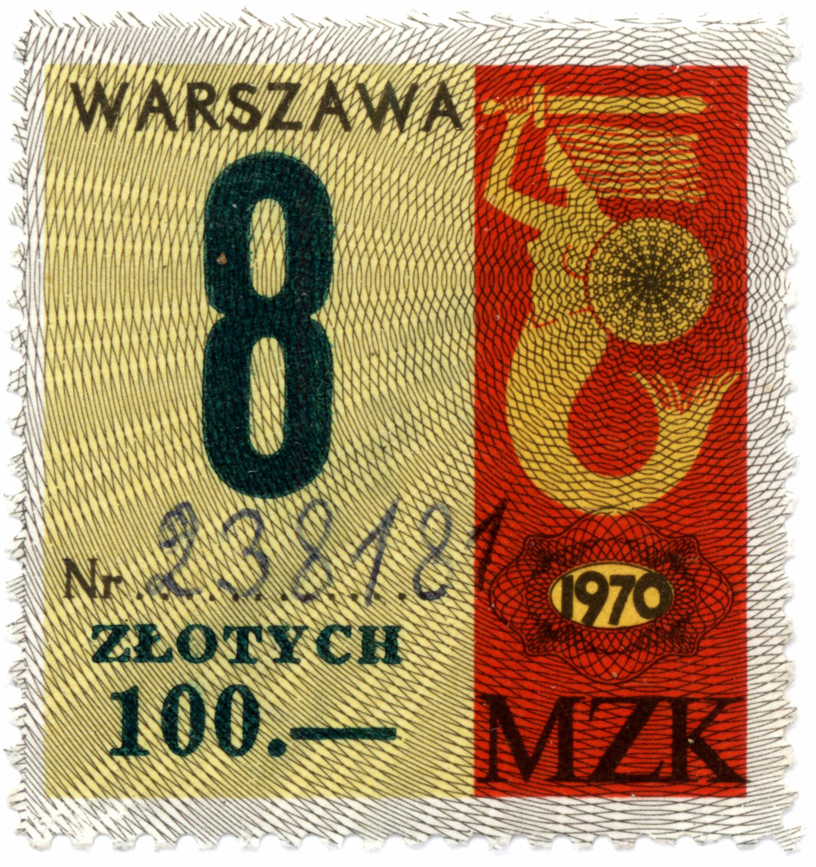 WARSZAWA
8
Nr 238181
ZŁOTYCH
100.—
1970
MZK